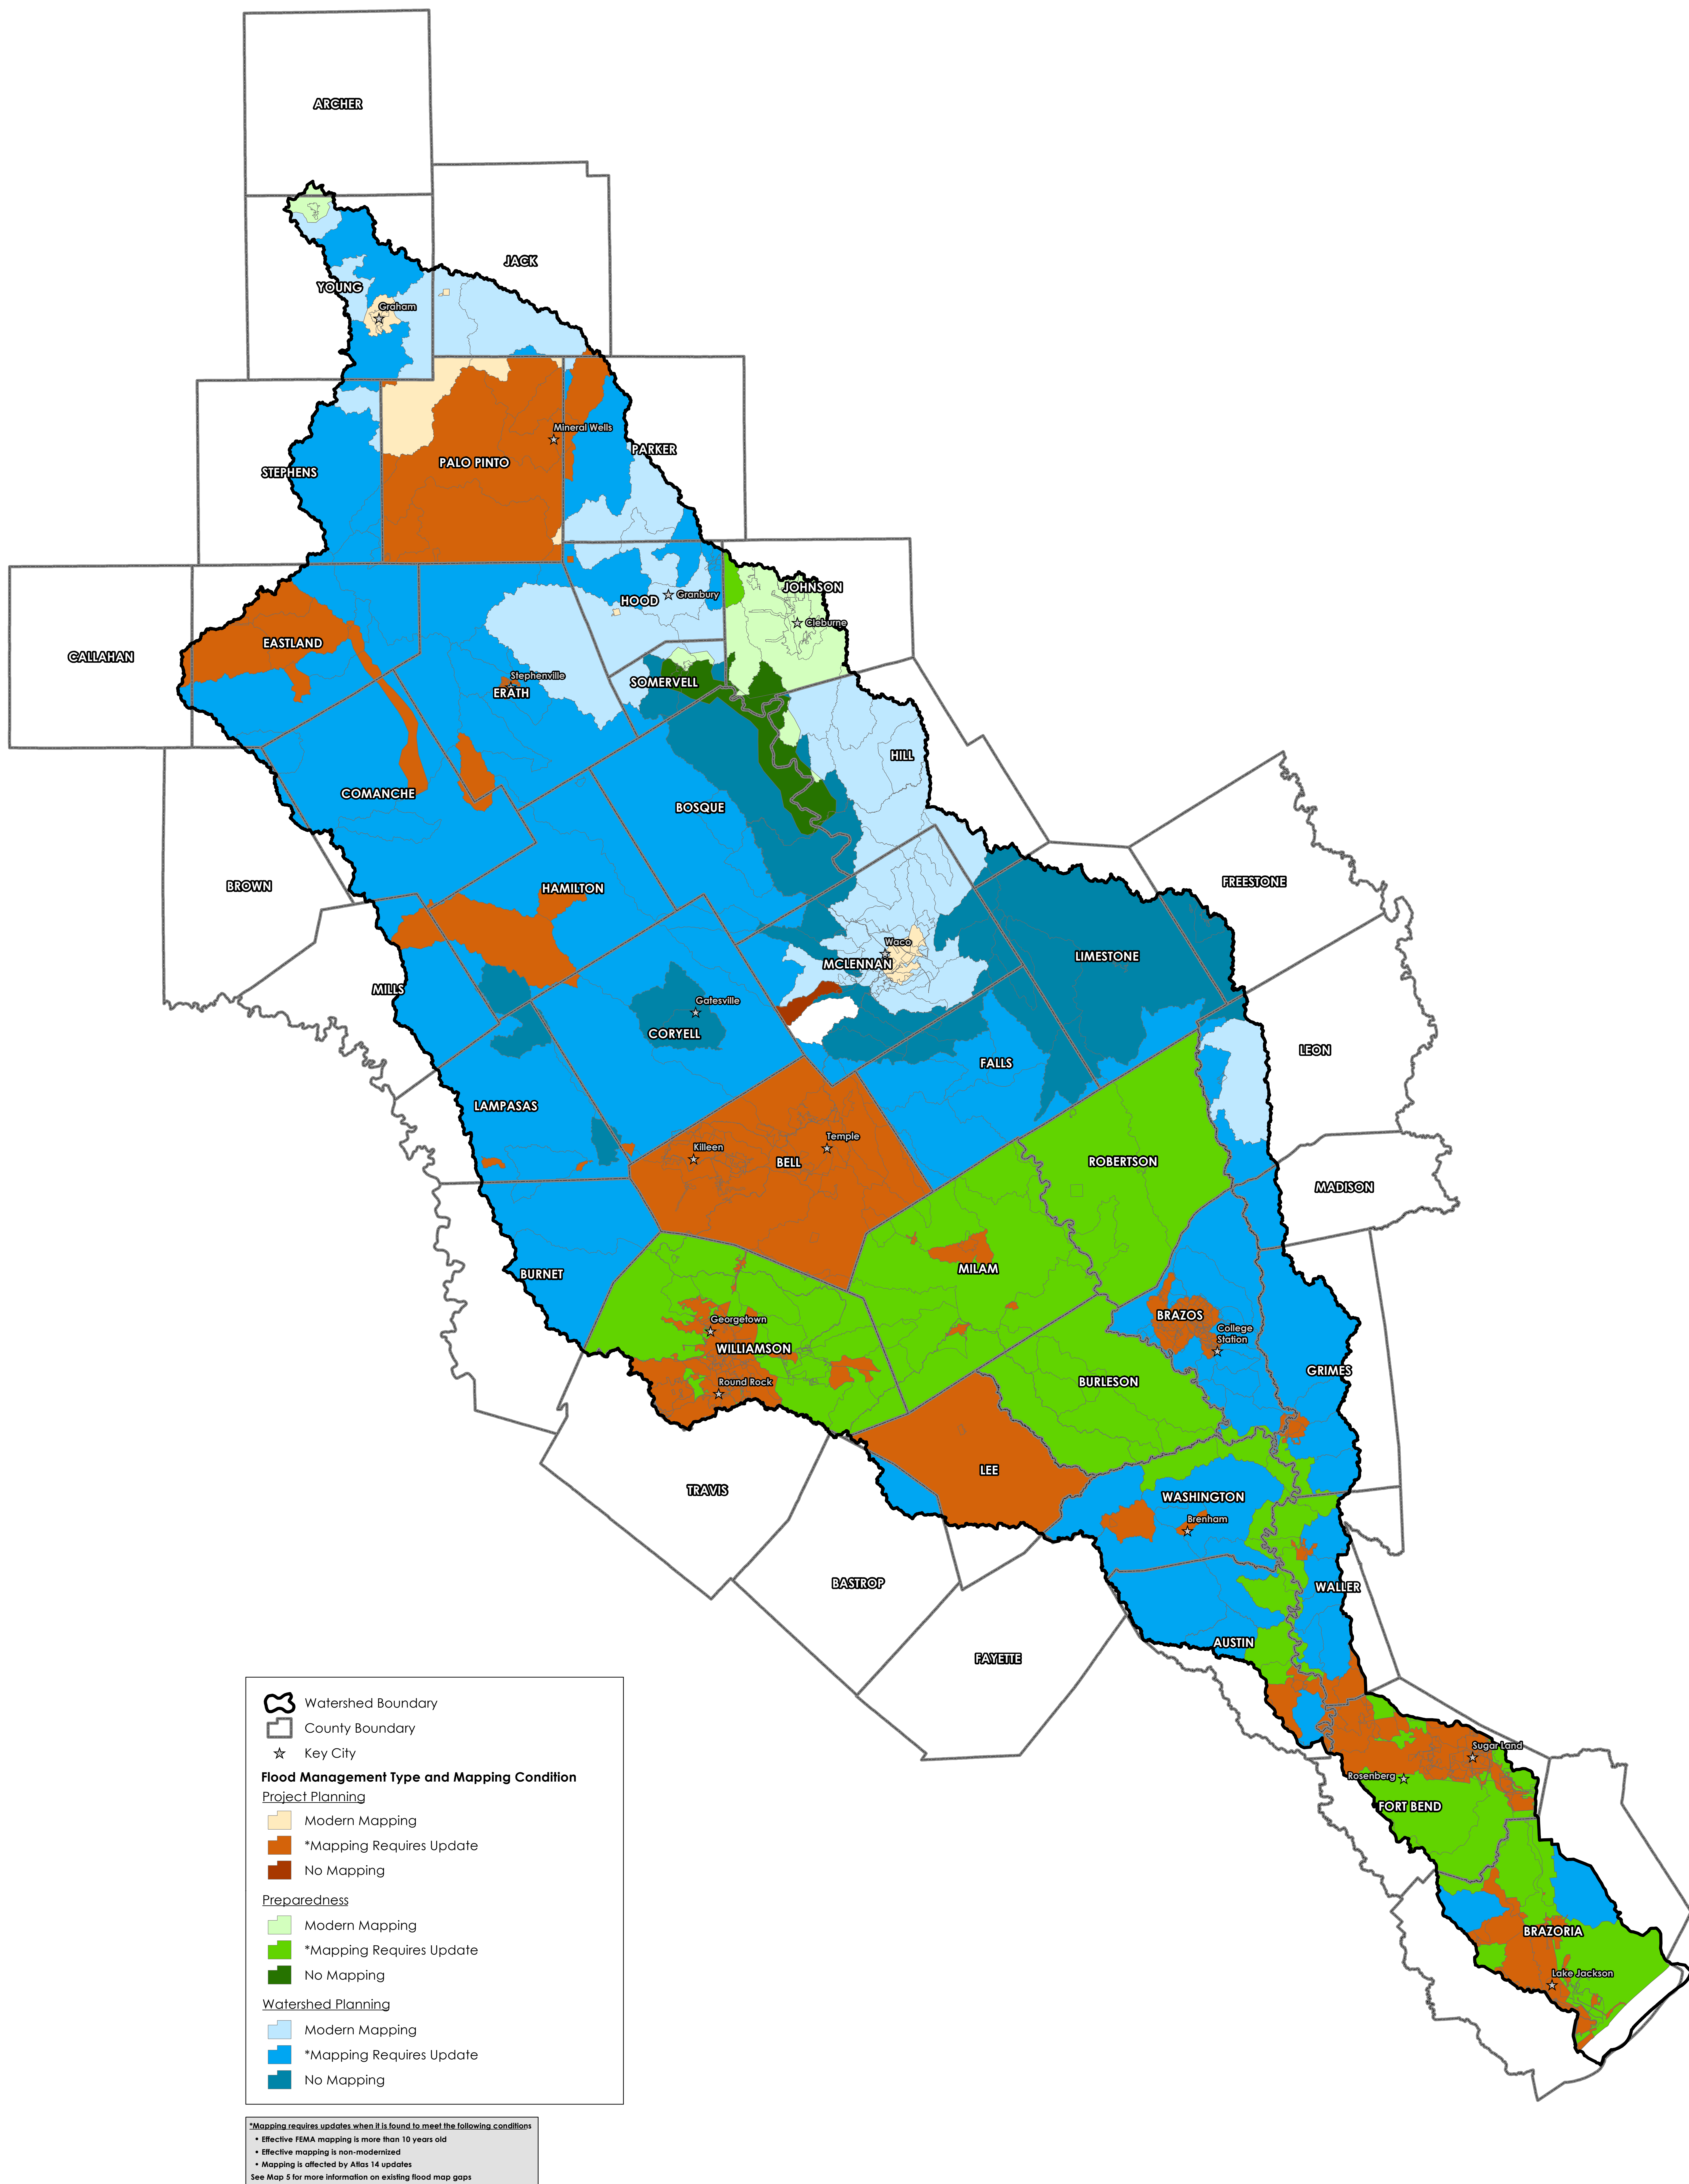 ARCHER
JACK
YOUNG
Graham
Mineral Wells
PARKER
PALO PINTO
STEPHENS
JOHNSON
HOOD
Granbury
Cleburne
EASTLAND
CALLAHAN
Stephenville
SOMERVELL
ERATH
HILL
COMANCHE
BOSQUE
FREESTONE
BROWN
HAMILTON
Waco
LIMESTONE
MCLENNAN
MILLS
Gatesville
CORYELL
LEON
FALLS
LAMPASAS
Temple
Killeen
BELL
ROBERTSON
MADISON
MILAM
BURNET
BRAZOS
Georgetown
College
Station
WILLIAMSON
GRIMES
Round Rock
BURLESON
LEE
TRAVIS
WASHINGTON
Brenham
BASTROP
WALLER
AUSTIN
FAYETTE
Sugar Land
Rosenberg
FORT BEND
BRAZORIA
Lake Jackson
Watershed Boundary
County Boundary
Key City
Flood Management Type and Mapping Condition
Project Planning
Modern Mapping
*Mapping Requires Update
No Mapping
Preparedness
Modern Mapping
*Mapping Requires Update
No Mapping
Watershed Planning
Modern Mapping
*Mapping Requires Update
No Mapping
*Mapping requires updates when it is found to meet the following conditions
• Effective FEMA mapping is more than 10 years old
• Effective mapping is non-modernized
• Mapping is affected by Atlas 14 updates
See Map 5 for more information on existing flood map gaps